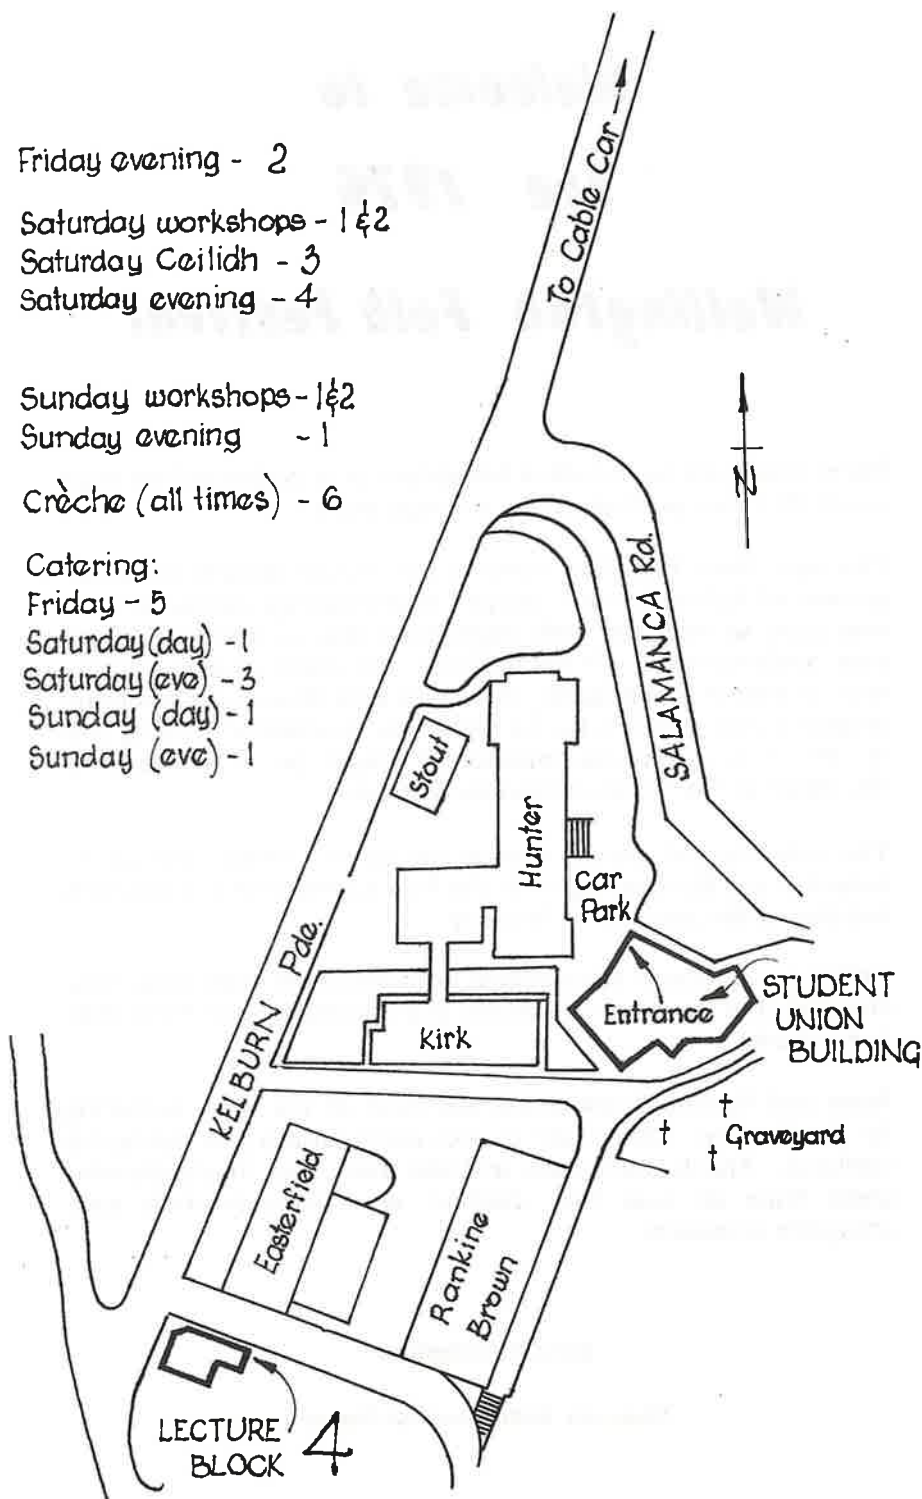 Friday evening - 2
Saturday workshops - 1 & 2
Saturday Ceilidh - 3
Saturday evening - 4
Sunday workshops - 1 & 2
Sunday evening - 1
Crèche (all times) - 6
Catering:
Friday - 5
Saturday (day) - 1
Saturday (eve) - 3
Sunday (day) - 1
Sunday (eve) - 1
To Cable Car
N
SALAMANCA Rd.
Stout
Hunter
Car
Park
KELBURN Pde.
Kirk
Entrance
STUDENT
UNION
BUILDING
Graveyard
Easterfield
Rankine
Brown
LECTURE
BLOCK 4